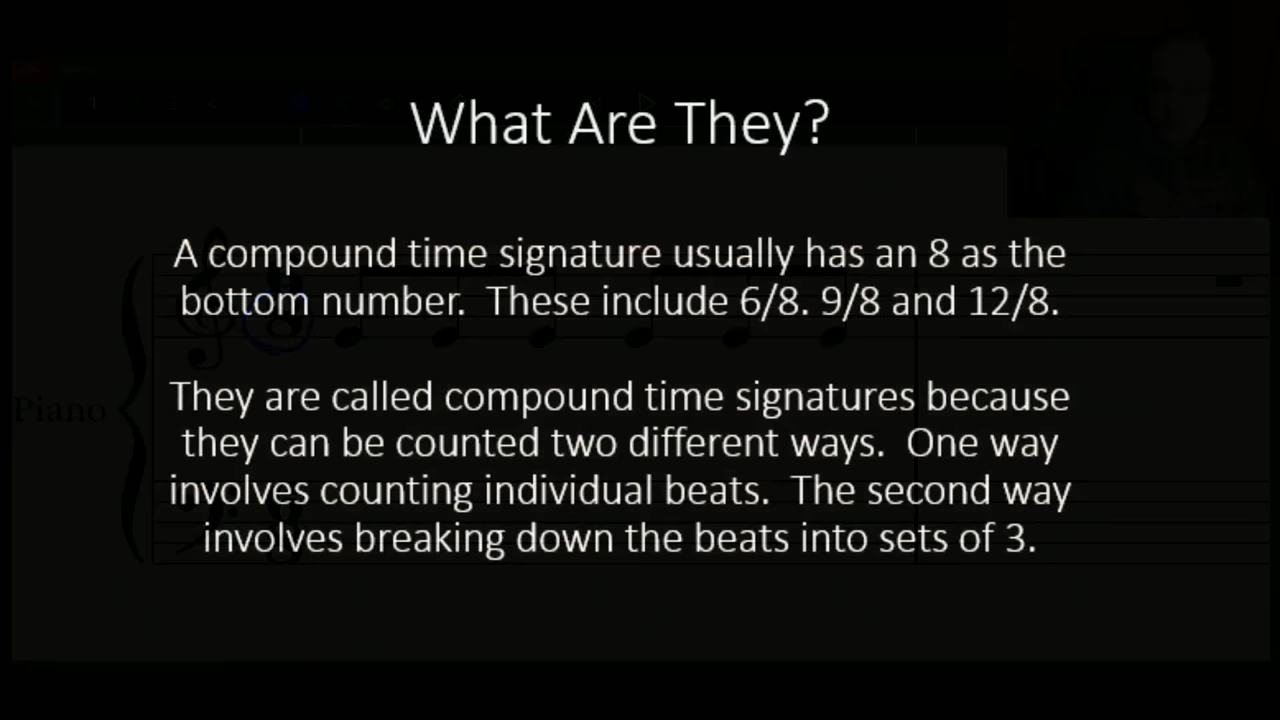 What Are They?
A compound time signature usually has an 8 as the
bottom number.  These include 6/8. 9/8 and 12/8.
They are called compound time signatures because
they can be counted two different ways.  One way
involves counting individual beats.  The second way
involves breaking down the beats into sets of 3.
Piano